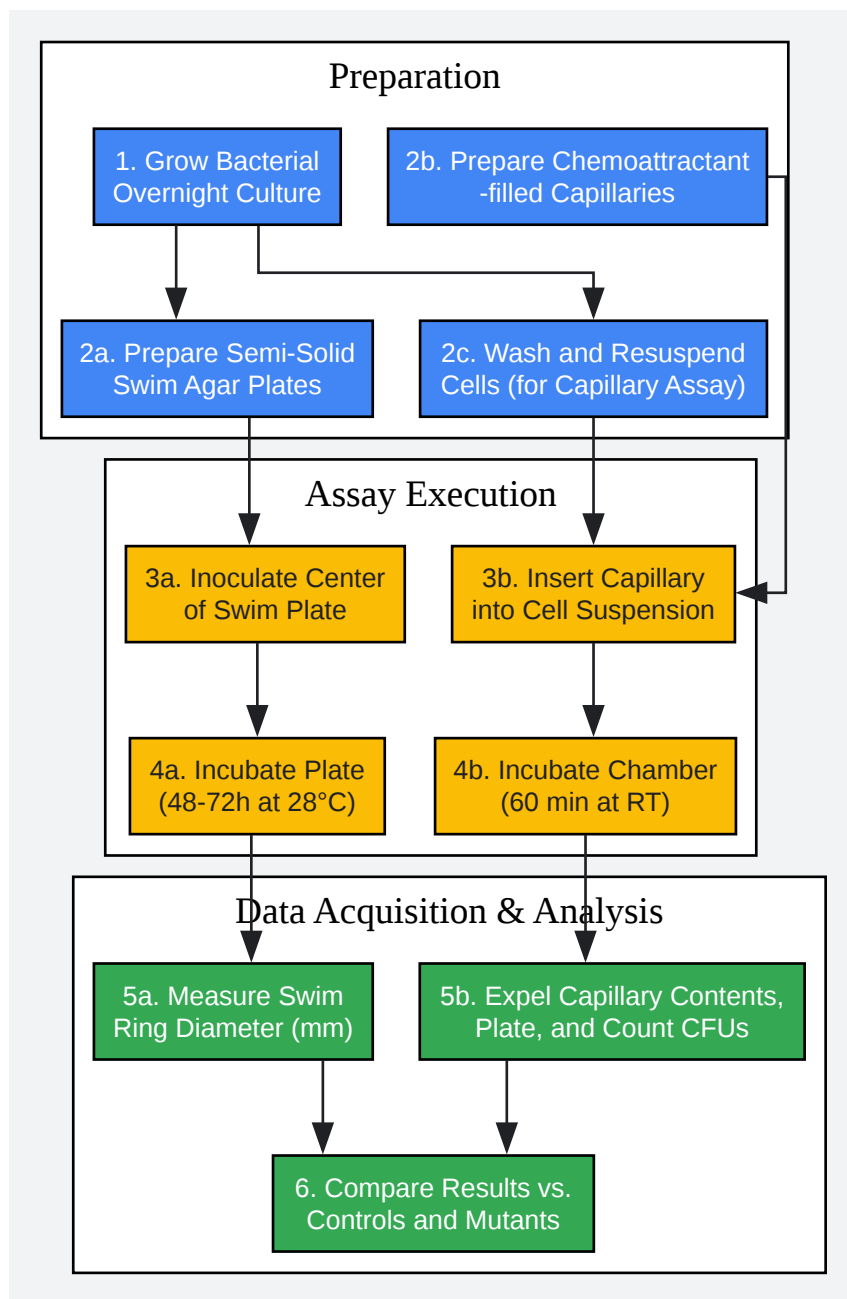 Preparation
1. Grow Bacterial
Overnight Culture
2b. Prepare Chemoattractant
-filled Capillaries
2a. Prepare Semi-Solid
Swim Agar Plates
2c. Wash and Resuspend
Cells (for Capillary Assay)
Assay Execution
3a. Inoculate Center
of Swim Plate
3b. Insert Capillary
into Cell Suspension
4a. Incubate Plate
(48-72h at 28°C)
4b. Incubate Chamber
(60 min at RT)
Data Acquisition & Analysis
5a. Measure Swim
Ring Diameter (mm)
5b. Expel Capillary Contents,
Plate, and Count CFUs
6. Compare Results vs.
Controls and Mutants